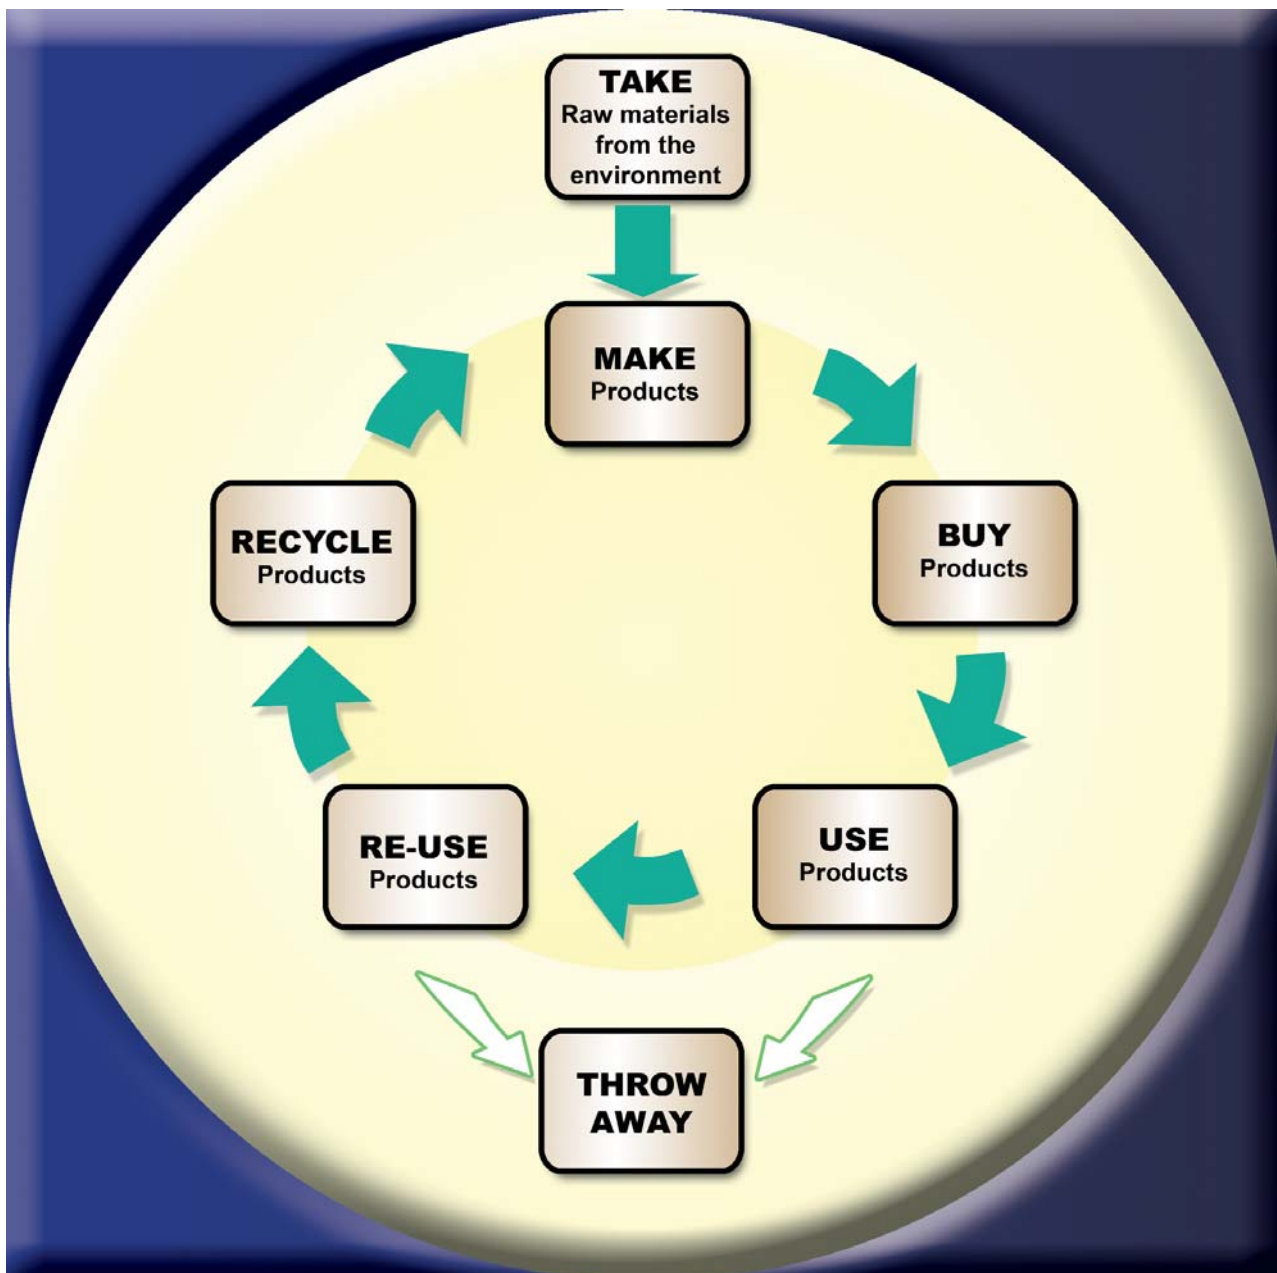 TAKE
Raw materials
from the
environment
MAKE
Products
BUY
Products
USE
Products
RE-USE
Products
RECYCLE
Products
THROW
AWAY